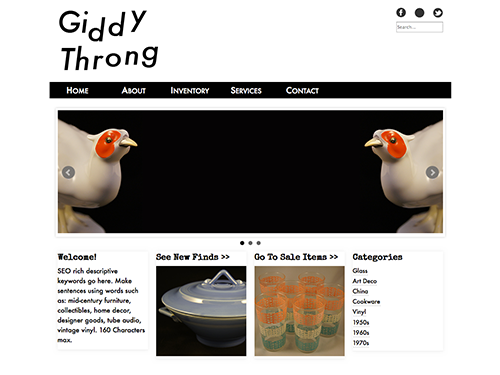 Giddy
Throng
Search...
Home About Inventory Services Contact
Welcome!
SEO rich descriptive
keywords go here. Make
sentences using words such
as: mid-century furniture,
collectibles, home decor,
designer goods, tube audio,
vintage vinyl. 160 Characters
max.
See New Finds >>
Go To Sale Items >>
Categories
Glass
Art Deco
China
Cookware
Vinyl
1950s
1960s
1970s